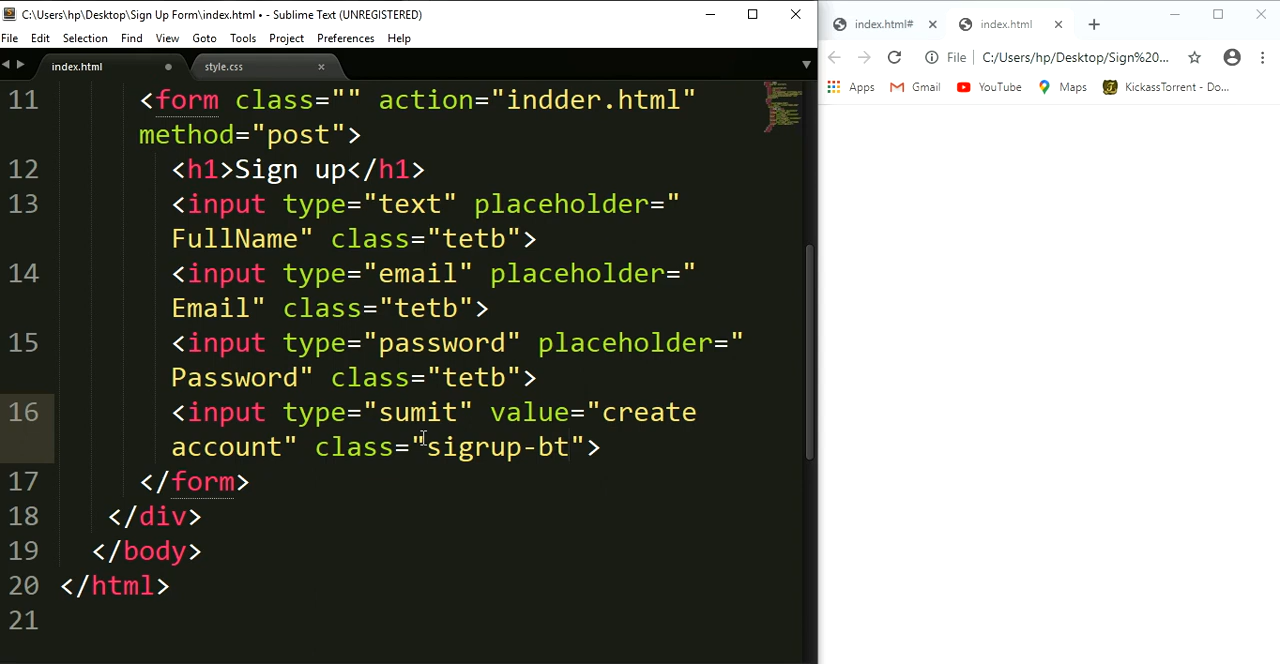 C:\Users\hp\Desktop\Sign Up Form\index.html • - Sublime Text (UNREGISTERED)
File Edit Selection Find View Goto Tools Project Preferences Help
index.html style.css
11 <form class="" action="indder.html"
method="post">
12 <h1>Sign up</h1>
13 <input type="text" placeholder="
FullName" class="tetb">
14 <input type="email" placeholder="
Email" class="tetb">
15 <input type="password" placeholder="
Password" class="tetb">
16 <input type="sumit" value="create
account" class="sigrup-bt">
17 </form>
18 </div>
19 </body>
20 </html>
21
index.html# index.html
File C:/Users/hp/Desktop/Sign%20...
Apps Gmail YouTube Maps KickassTorrent - Do...